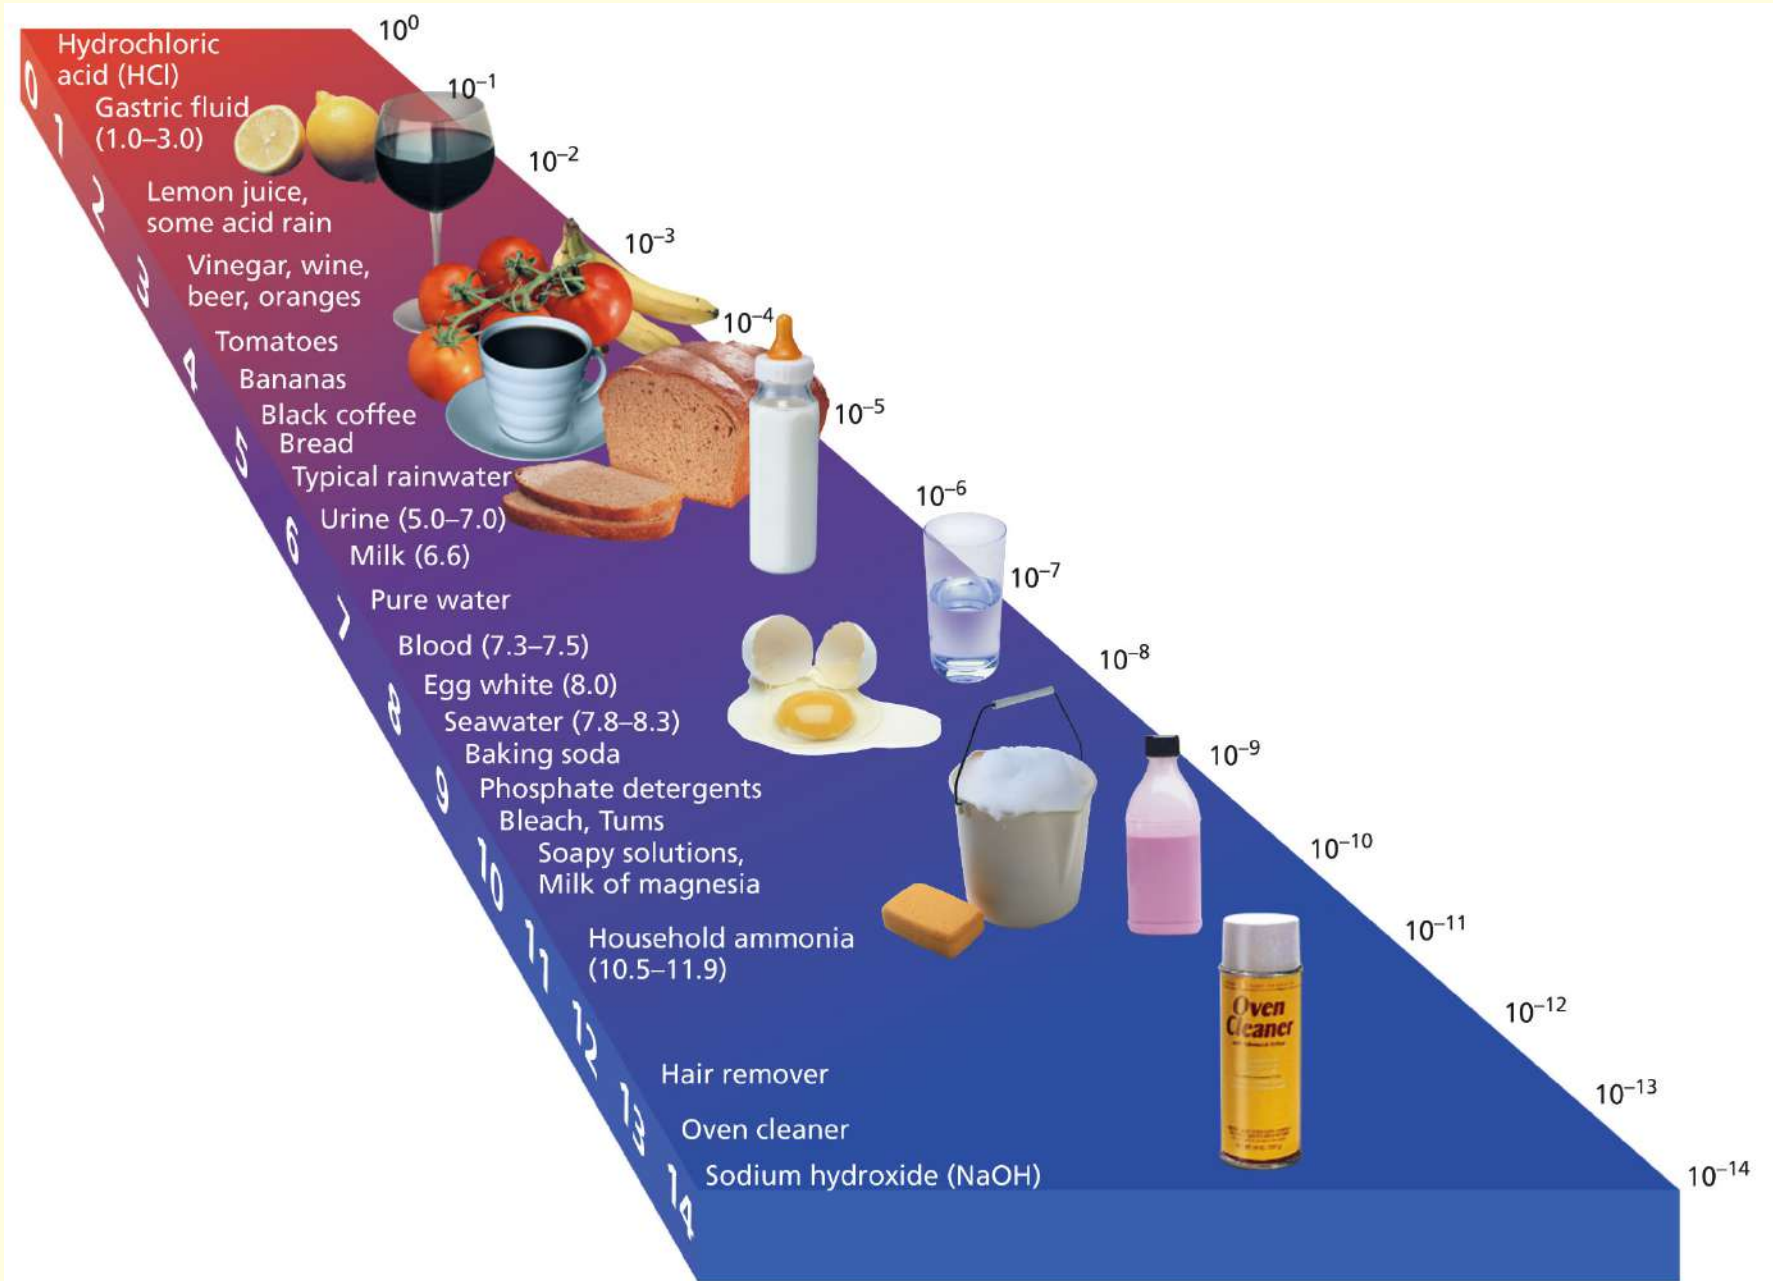 10⁰
Hydrochloric
acid (HCl)
0
10⁻¹
Gastric fluid
(1.0–3.0)
1
10⁻²
Lemon juice,
some acid rain
2
10⁻³
Vinegar, wine,
beer, oranges
3
10⁻⁴
Tomatoes
4
Bananas
10⁻⁵
Black coffee
Bread
5
Typical rainwater
10⁻⁶
Urine (5.0–7.0)
6
Milk (6.6)
10⁻⁷
Pure water
7
Blood (7.3–7.5)
10⁻⁸
Egg white (8.0)
8
Seawater (7.8–8.3)
Baking soda
10⁻⁹
9
Phosphate detergents
Bleach, Tums
10⁻¹⁰
Soapy solutions,
Milk of magnesia
10
10⁻¹¹
Household ammonia
(10.5–11.9)
11
10⁻¹²
Oven
Cleaner
12
Hair remover
10⁻¹³
13
Oven cleaner
10⁻¹⁴
Sodium hydroxide (NaOH)
14